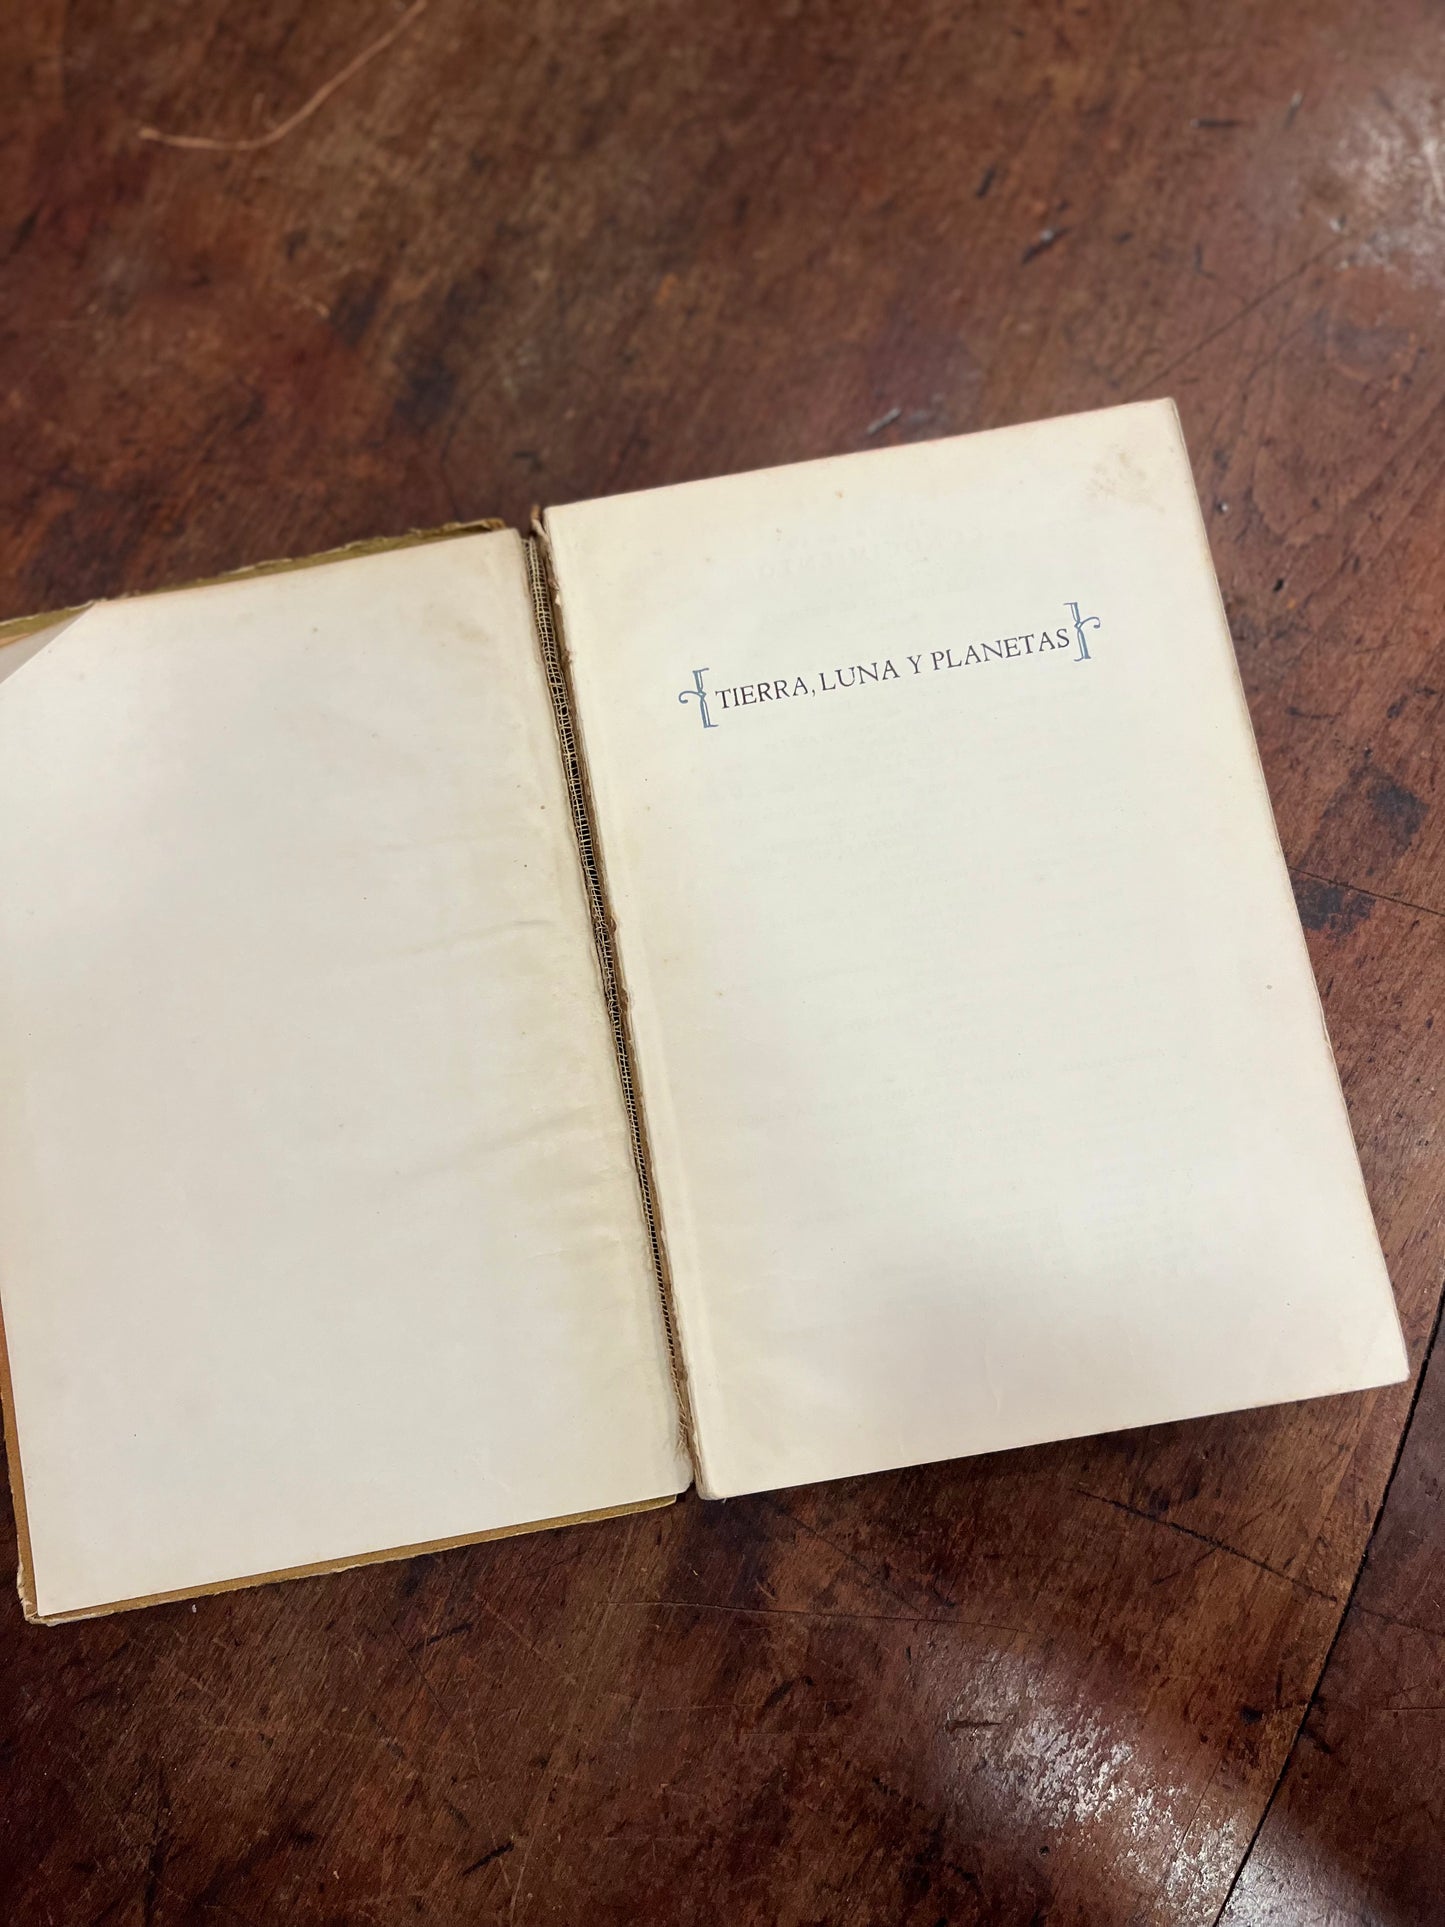 TIERRA, LUNA Y PLANETAS